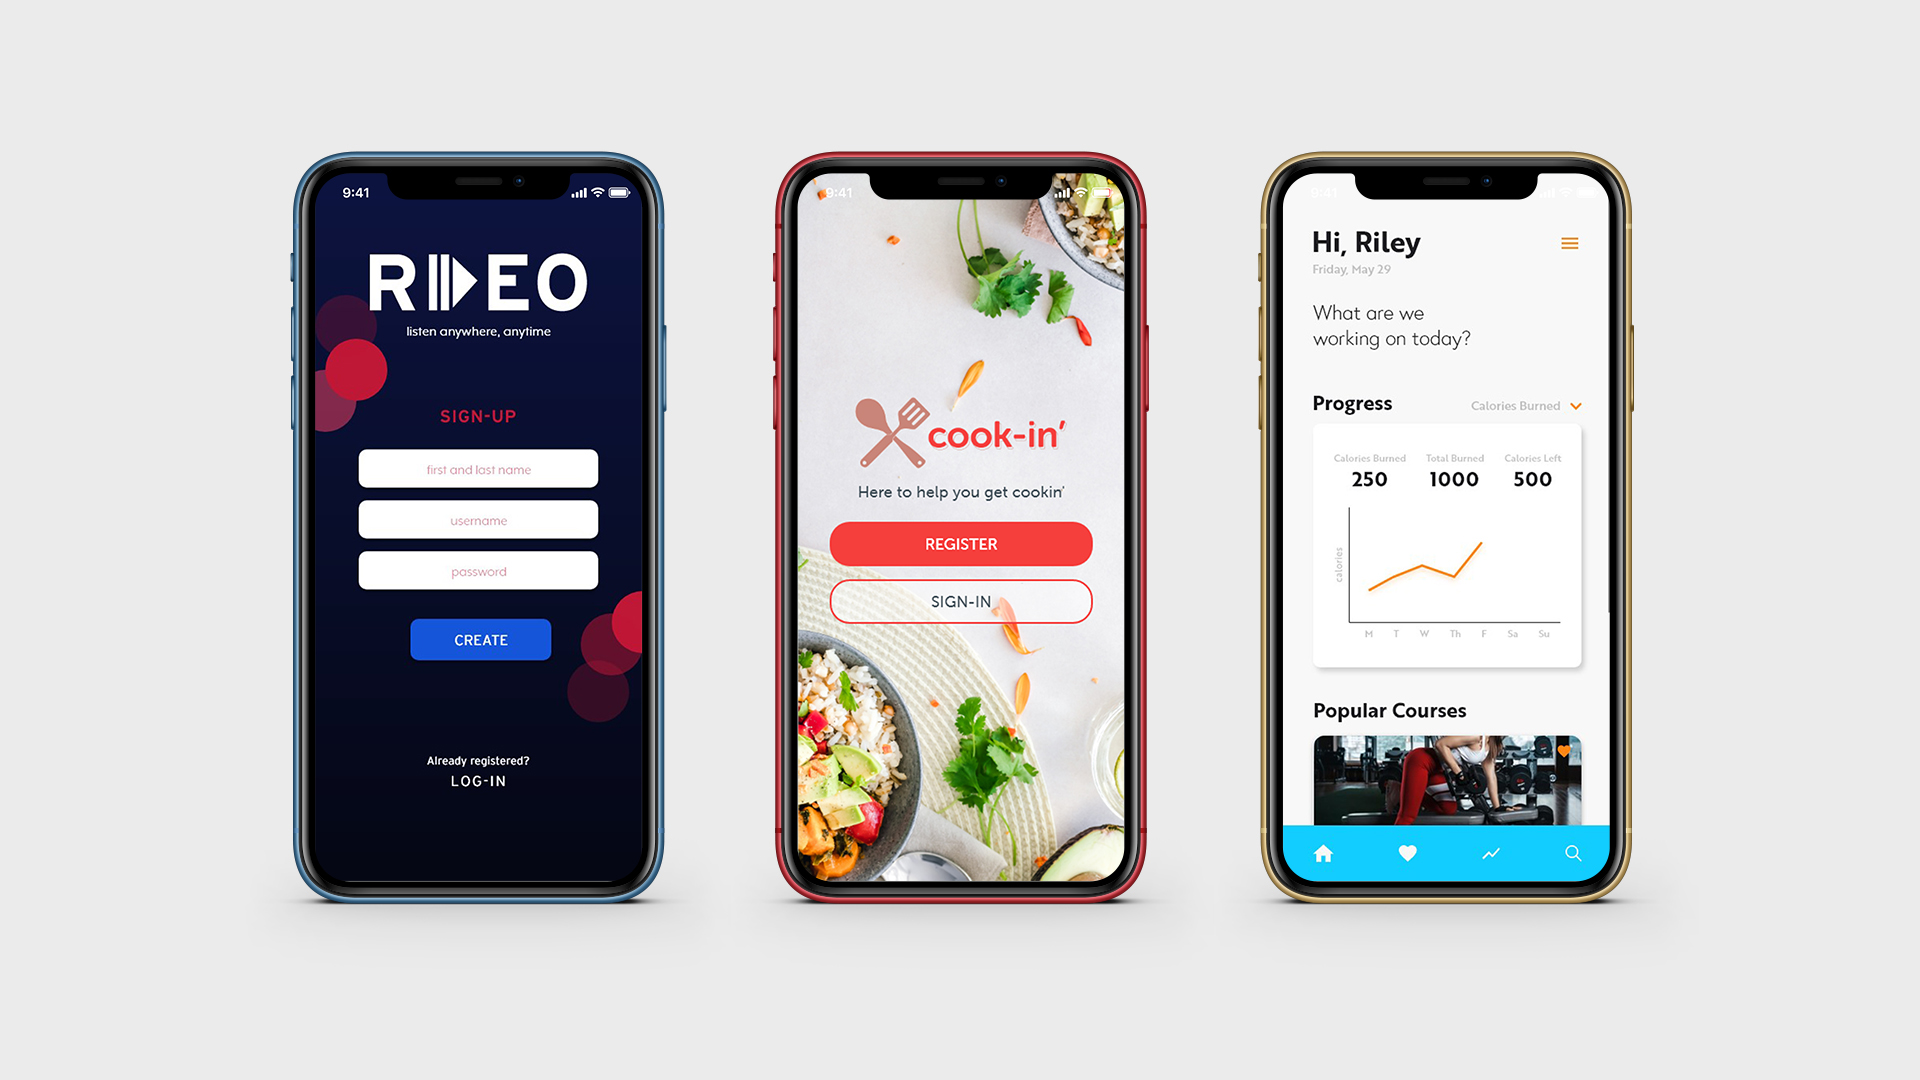 9:41
RIDEO
listen anywhere, anytime
SIGN-UP
first and last name
username
password
CREATE
Already registered?
LOG-IN
9:41
cook-in’
Here to help you get cookin’
REGISTER
SIGN-IN
9:41
Hi, Riley
Friday, May 29
What are we
working on today?
Progress
Calories Burned
Calories Burned Total Burned Calories Left
250 1000 500
calories
M T W Th F Sa Su
Popular Courses